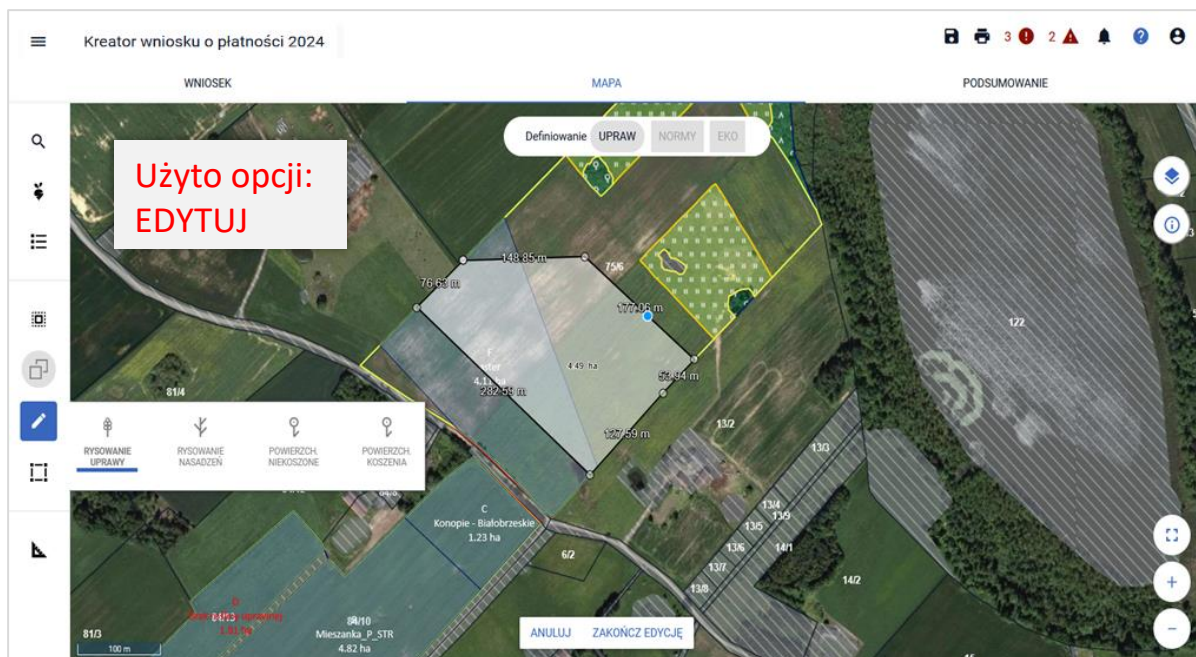 Kreator wniosku o płatności 2024
3
2
WNIOSEK
MAPA
PODSUMOWANIE
Definiowanie UPRAW NORMY EKO
Użyto opcji:
EDYTUJ
148.85 m
76.63 m
75/6
177.06 m
122
4.49 ha
53.94 m
4.11 ha
282.55 m
81/4
127.59 m
13/2
13/3
RYSOWANIE
UPRAWY
RYSOWANIE
NASADZEŃ
POWIERZCH.
NIEKOSZONE
POWIERZCH.
KOSZENIA
C
Konopie - Białobrzeskie
1.23 ha
13/4
13/9
13/5
13/6
14/1
6/2
13/7
13/8
14/2
84/10
Mieszanka_P_STR
4.82 ha
81/3
100 m
ANULUJ ZAKOŃCZ EDYCJĘ